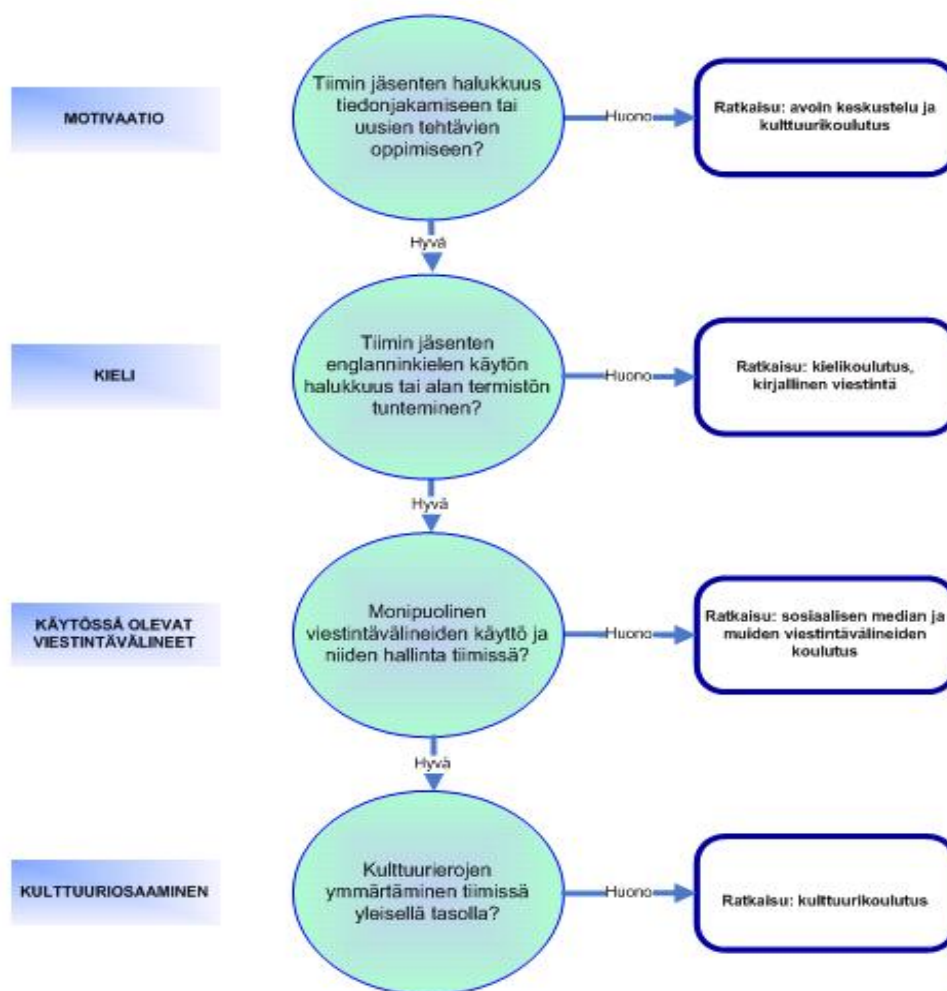 MOTIVAATIO
Tiimin jäsenten halukkuus
tiedonjakamiseen tai
uusien tehtävien
oppimiseen?
Huono
Ratkaisu: avoin keskustelu ja
kulttuurikoulutus
Hyvä
KIELI
Tiimin jäsenten
englanninkielen käytön
halukkuus tai alan termistön
tunteminen?
Huono
Ratkaisu: kielikoulutus,
kirjallinen viestintä
Hyvä
KÄYTÖSSÄ OLEVAT
VIESTINTÄVÄLINEET
Monipuolinen
viestintävälineiden käyttö ja
niiden hallinta tiimissä?
Huono
Ratkaisu: sosiaalisen median ja
muiden viestintävälineiden
koulutus
Hyvä
KULTTUURIOSAAMINEN
Kulttuurierojen
ymmärtäminen tiimissä
yleisellä tasolla?
Huono
Ratkaisu: kulttuurikoulutus